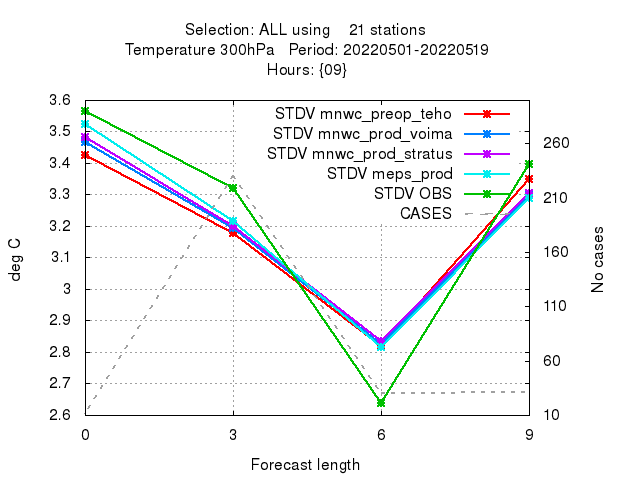 Selection: ALL using 21 stations
Temperature 300hPa Period: 20220501-20220519
Hours: {09}
STDV mnwc_preop_teho
STDV mnwc_prod_voima
STDV mnwc_prod_stratus
STDV meps_prod
STDV OBS
CASES
deg C
3.6
3.5
3.4
3.3
3.2
3.1
3
2.9
2.8
2.7
2.6
260
210
160
110
60
10
No cases
0 3 6 9
Forecast length